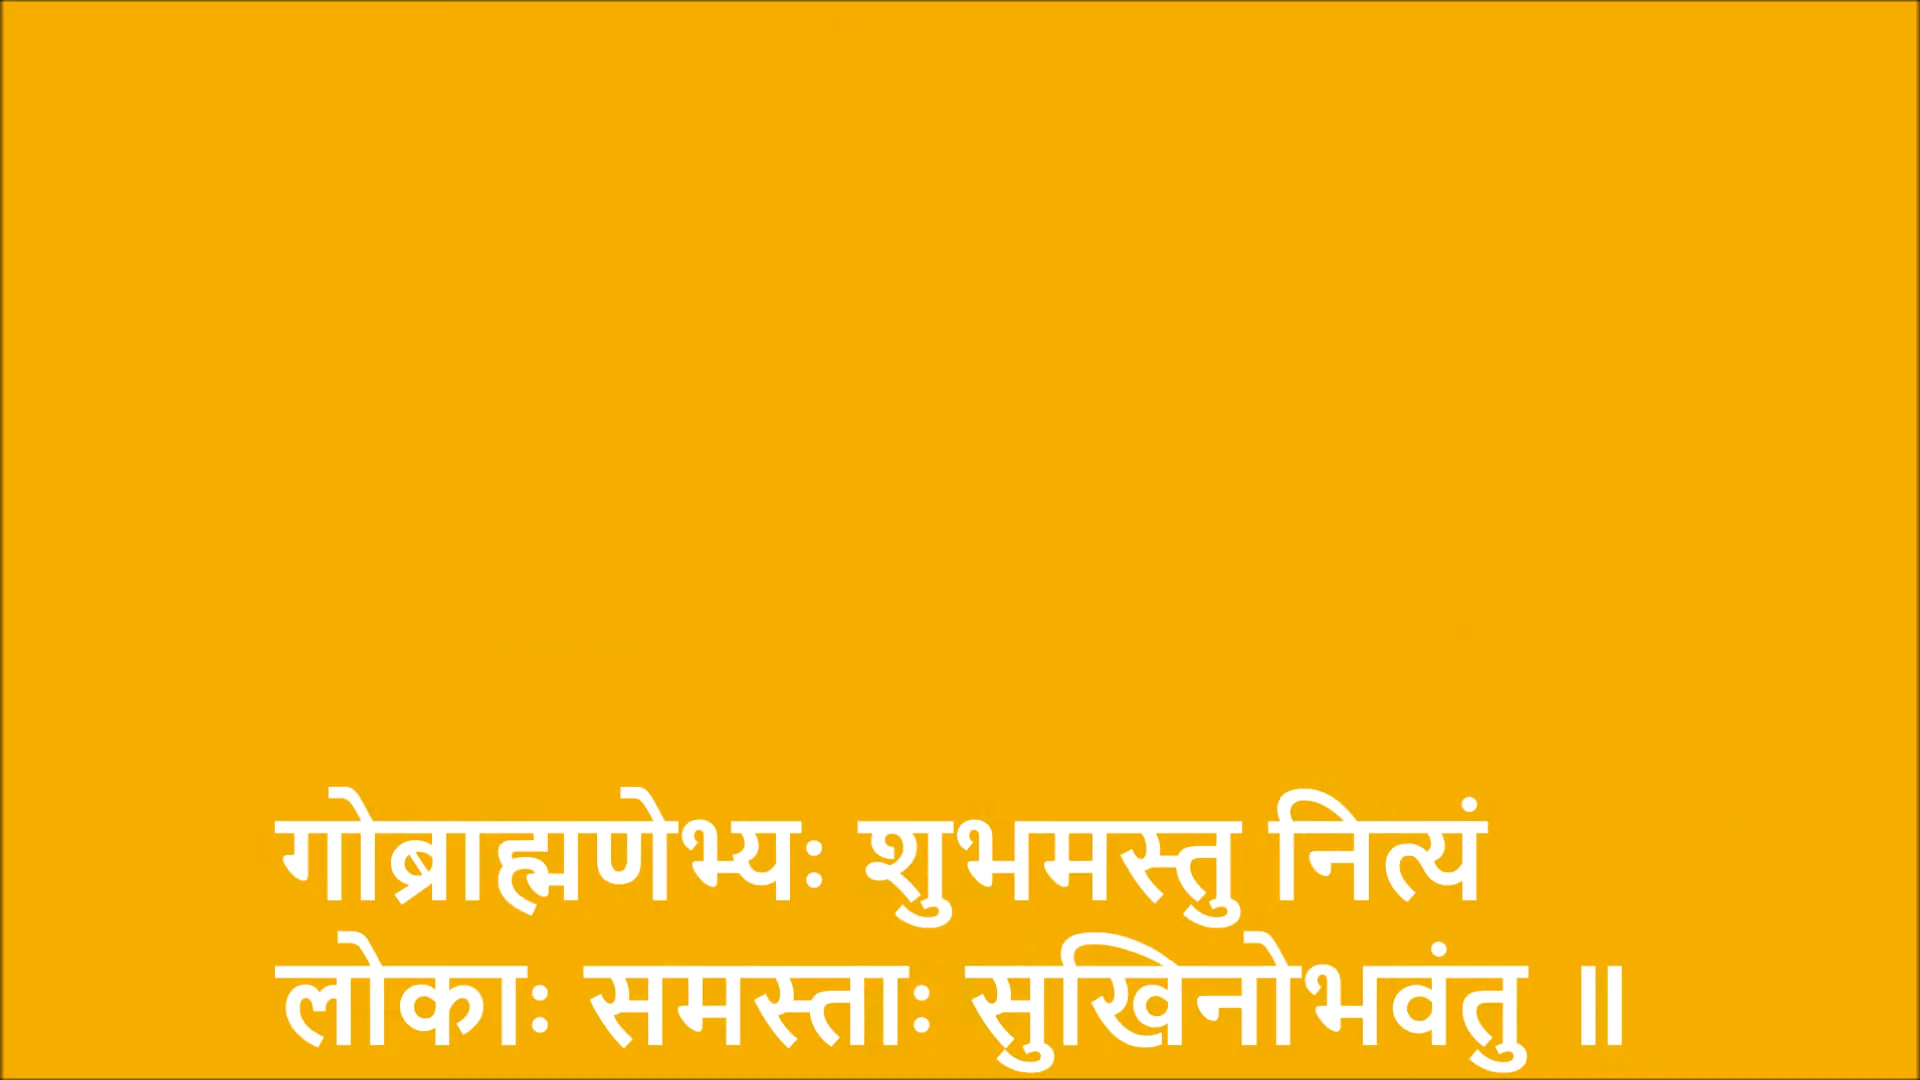 गोब्राह्मणेभ्यः शुभमस्तु नित्यं
लोकाः समस्ताः सुखिनोभवंतु ॥